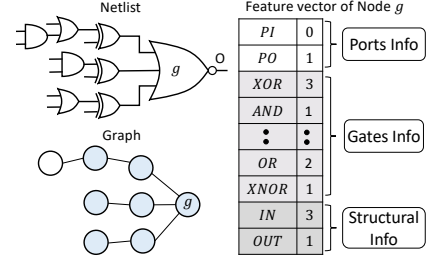 Netlist
g
O
Graph
g
Feature vector of Node g
PI 0
PO 1
XOR 3
AND 1
: :
OR 2
XNOR 1
IN 3
OUT 1
Ports Info
Gates Info
Structural
Info